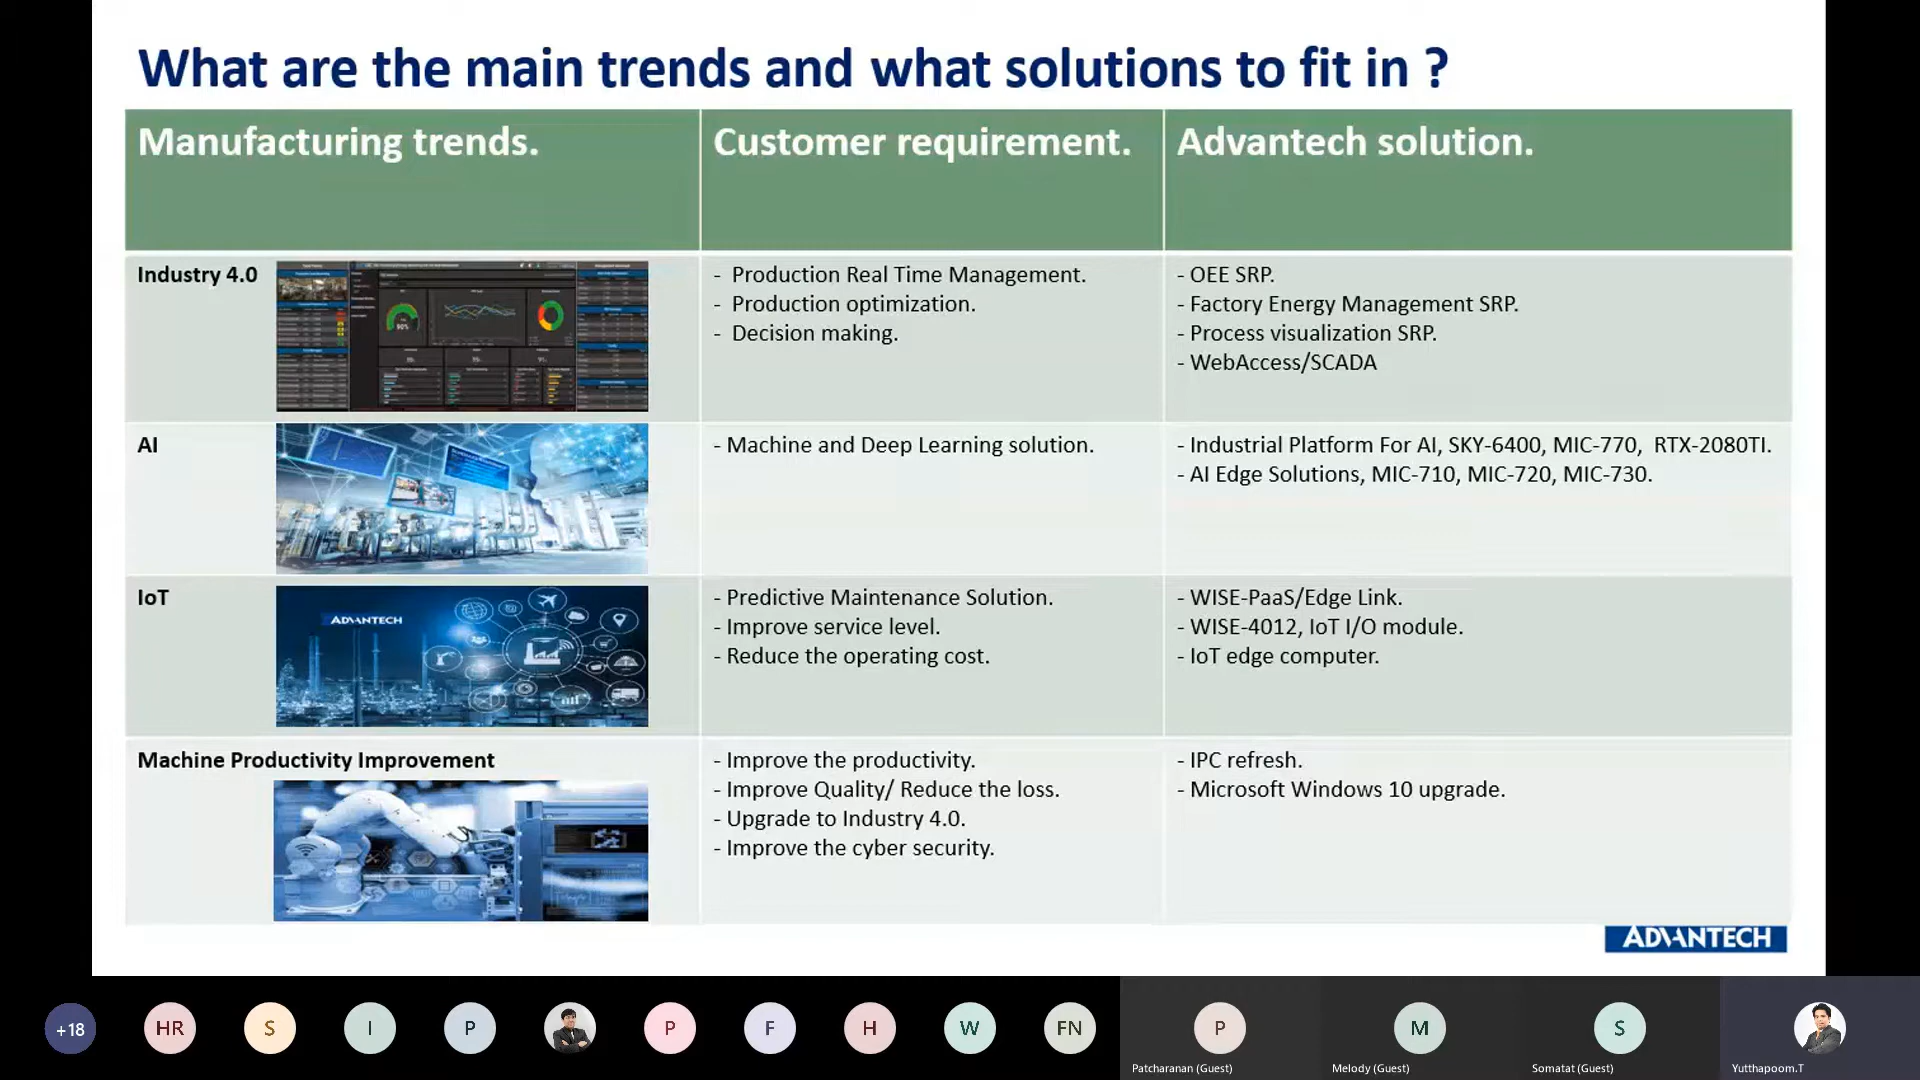 What are the main trends and what solutions to fit in ?
Manufacturing trends.
Customer requirement.
Advantech solution.
Industry 4.0
- Production Real Time Management.
- Production optimization.
- Decision making.
- OEE SRP.
- Factory Energy Management SRP.
- Process visualization SRP.
- WebAccess/SCADA
AI
- Machine and Deep Learning solution.
- Industrial Platform For AI, SKY-6400, MIC-770, RTX-2080TI.
- AI Edge Solutions, MIC-710, MIC-720, MIC-730.
IoT
ADVANTECH
- Predictive Maintenance Solution.
- Improve service level.
- Reduce the operating cost.
- WISE-PaaS/Edge Link.
- WISE-4012, IoT I/O module.
- IoT edge computer.
Machine Productivity Improvement
- Improve the productivity.
- Improve Quality/ Reduce the loss.
- Upgrade to Industry 4.0.
- Improve the cyber security.
- IPC refresh.
- Microsoft Windows 10 upgrade.
ADVANTECH
+18
HR
S
I
P
P
F
H
W
FN
P
M
S
Patcharanan (Guest)
Melody (Guest)
Somatat (Guest)
Yutthapoom.T